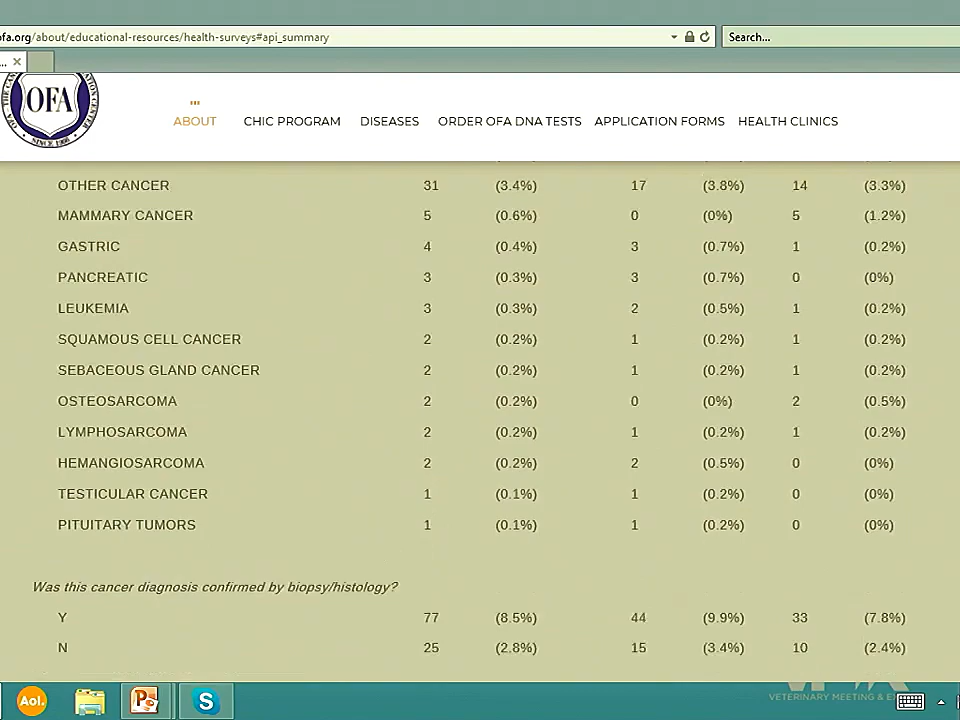 ofa.org/about/educational-resources/health-surveys#api_summary
Search...
...
OFA
SINCE 1966
ABOUT CHIC PROGRAM DISEASES ORDER OFA DNA TESTS APPLICATION FORMS HEALTH CLINICS
OTHER CANCER 31 (3.4%) 17 (3.8%) 14 (3.3%)
MAMMARY CANCER 5 (0.6%) 0 (0%) 5 (1.2%)
GASTRIC 4 (0.4%) 3 (0.7%) 1 (0.2%)
PANCREATIC 3 (0.3%) 3 (0.7%) 0 (0%)
LEUKEMIA 3 (0.3%) 2 (0.5%) 1 (0.2%)
SQUAMOUS CELL CANCER 2 (0.2%) 1 (0.2%) 1 (0.2%)
SEBACEOUS GLAND CANCER 2 (0.2%) 1 (0.2%) 1 (0.2%)
OSTEOSARCOMA 2 (0.2%) 0 (0%) 2 (0.5%)
LYMPHOSARCOMA 2 (0.2%) 1 (0.2%) 1 (0.2%)
HEMANGIOSARCOMA 2 (0.2%) 2 (0.5%) 0 (0%)
TESTICULAR CANCER 1 (0.1%) 1 (0.2%) 0 (0%)
PITUITARY TUMORS 1 (0.1%) 1 (0.2%) 0 (0%)
Was this cancer diagnosis confirmed by biopsy/histology?
Y 77 (8.5%) 44 (9.9%) 33 (7.8%)
N 25 (2.8%) 15 (3.4%) 10 (2.4%)
Aol.
VETERINARY MEETING & E